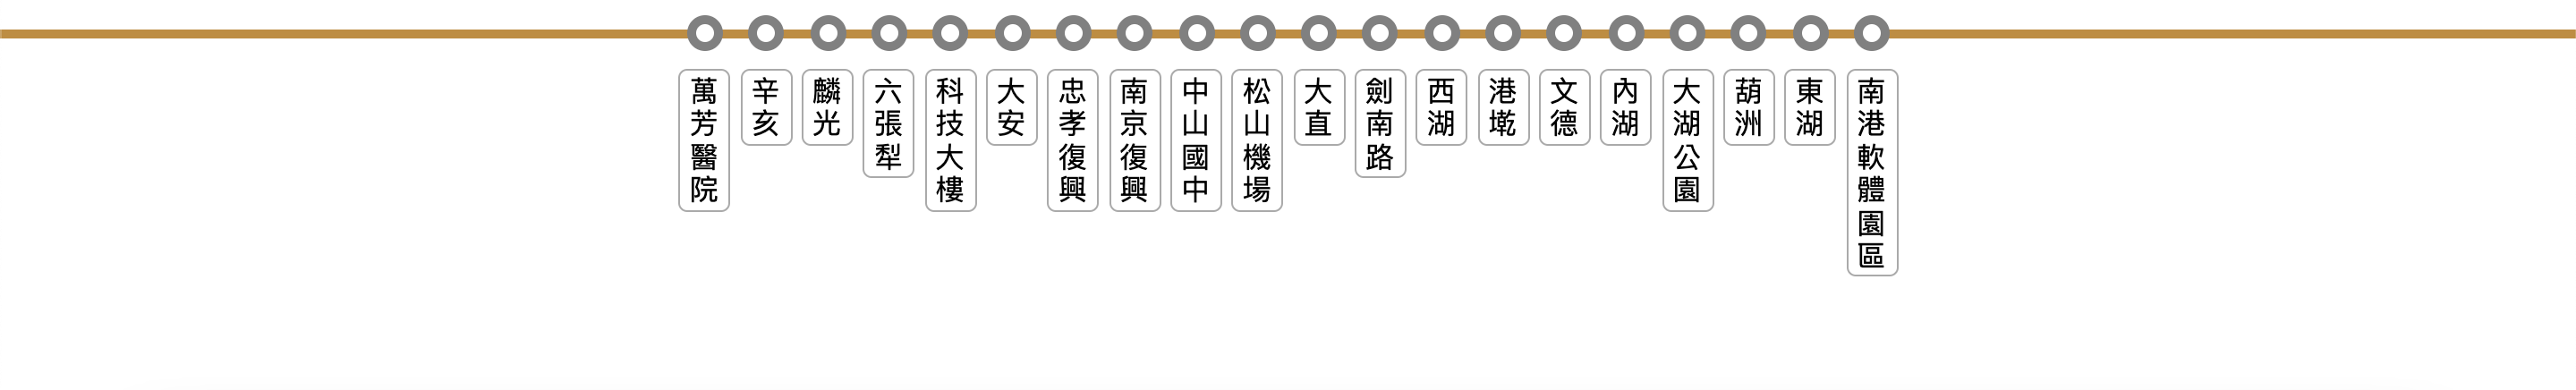 萬芳醫院
辛亥
麟光
六張犁
科技大樓
大安
忠孝復興
南京復興
中山國中
松山機場
大直
劍南路
西湖
港墘
文德
內湖
大湖公園
葫洲
東湖
南港軟體園區